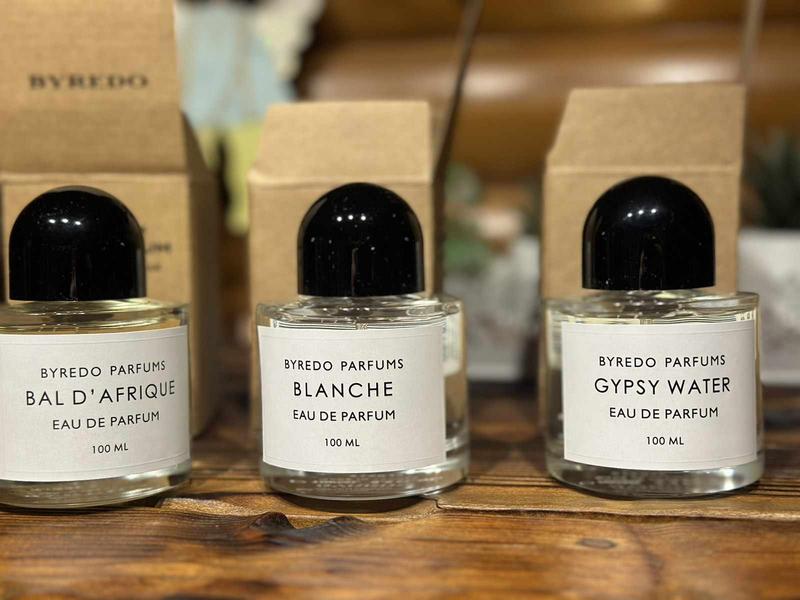 BYREDO
BYREDO PARFUMS
BAL D'AFRIQUE
EAU DE PARFUM
100 ML
BYREDO PARFUMS
BLANCHE
EAU DE PARFUM
100 ML
BYREDO PARFUMS
GYPSY WATER
EAU DE PARFUM
100 ML